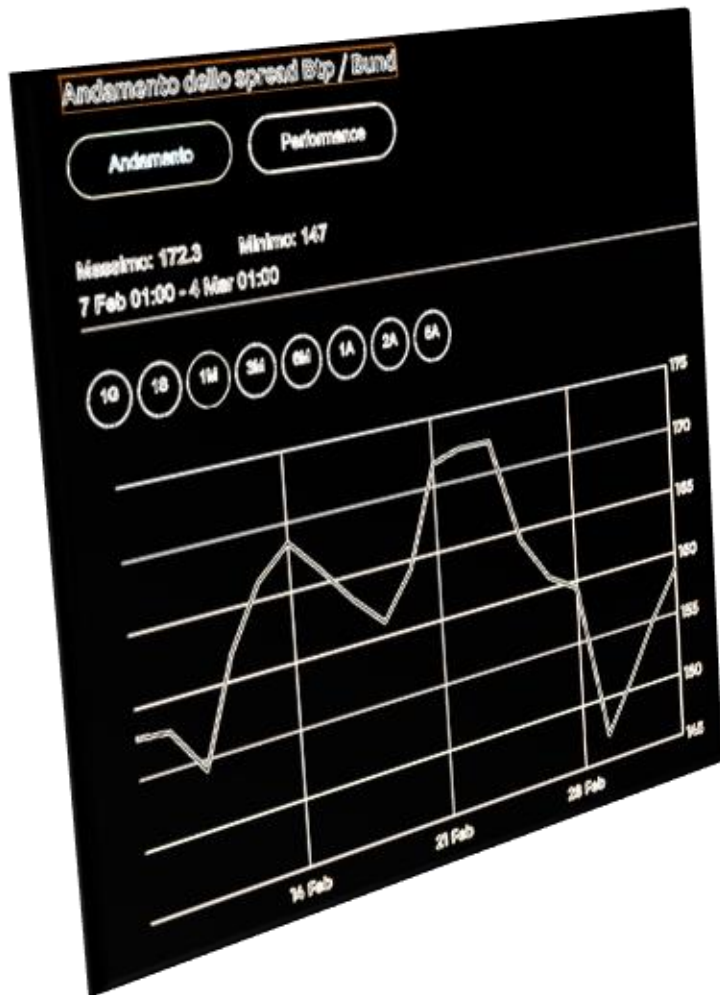 Andamento dello spread Btp / Bund
Andamento Performance
Massimo: 172.3 Minimo: 147
7 Feb 01:00 - 4 Mar 01:00
1G 1S 1M 3M 6M 1A 2A 5A
175
170
165
160
155
150
145
14 Feb 21 Feb 28 Feb